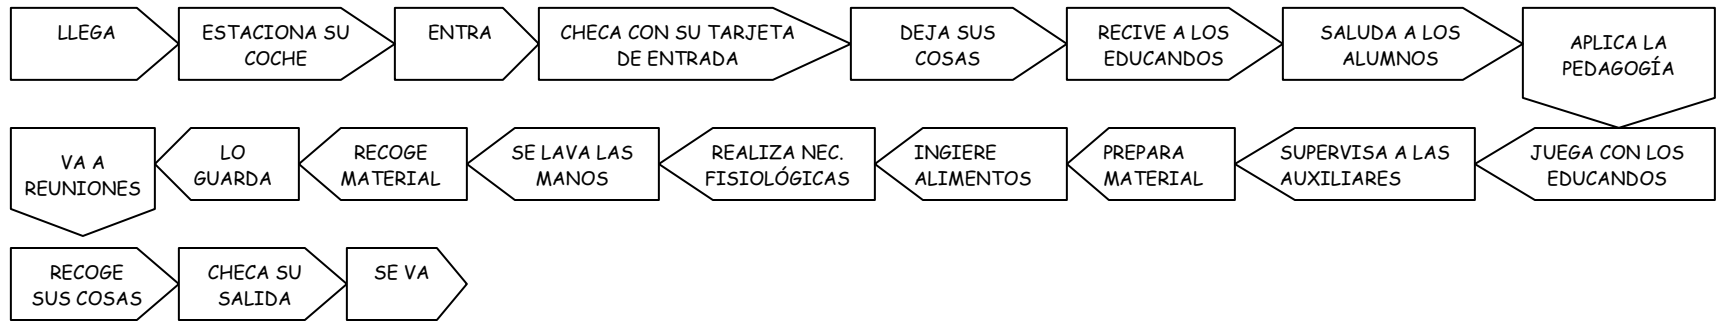 LLEGA
ESTACIONA SU
COCHE
ENTRA
CHECA CON SU TARJETA
DE ENTRADA
DEJA SUS
COSAS
RECIVE A LOS
EDUCANDOS
SALUDA A LOS
ALUMNOS
APLICA LA
PEDAGOGÍA
JUEGA CON LOS
EDUCANDOS
SUPERVISA A LAS
AUXILIARES
PREPARA
MATERIAL
INGIERE
ALIMENTOS
REALIZA NEC.
FISIOLÓGICAS
SE LAVA LAS
MANOS
RECOGE
MATERIAL
LO
GUARDA
VA A
REUNIONES
RECOGE
SUS COSAS
CHECA SU
SALIDA
SE VA